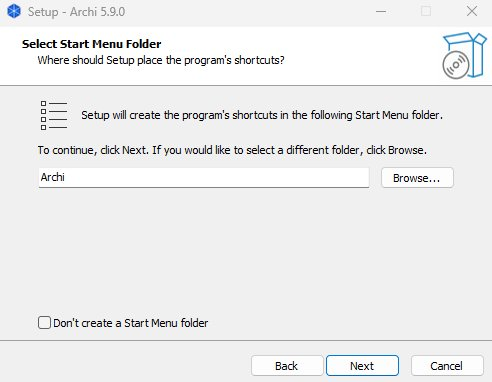 Setup - Archi 5.9.0
Select Start Menu Folder
Where should Setup place the program's shortcuts?
Setup will create the program's shortcuts in the following Start Menu folder.
To continue, click Next. If you would like to select a different folder, click Browse.
Archi
Browse...
Don't create a Start Menu folder
Back
Next
Cancel